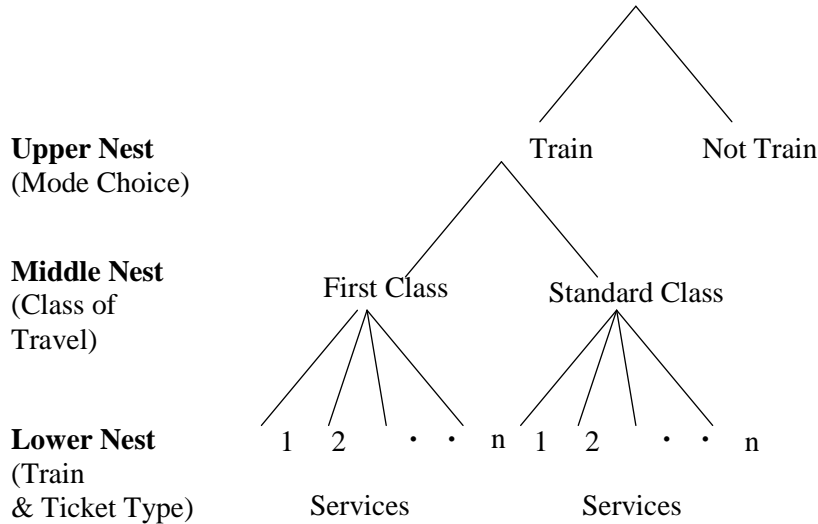 Upper Nest
(Mode Choice)
Train
Not Train
Middle Nest
(Class of
Travel)
First Class
Standard Class
Lower Nest
(Train
& Ticket Type)
1 2 · · n 1 2 · · n
Services
Services